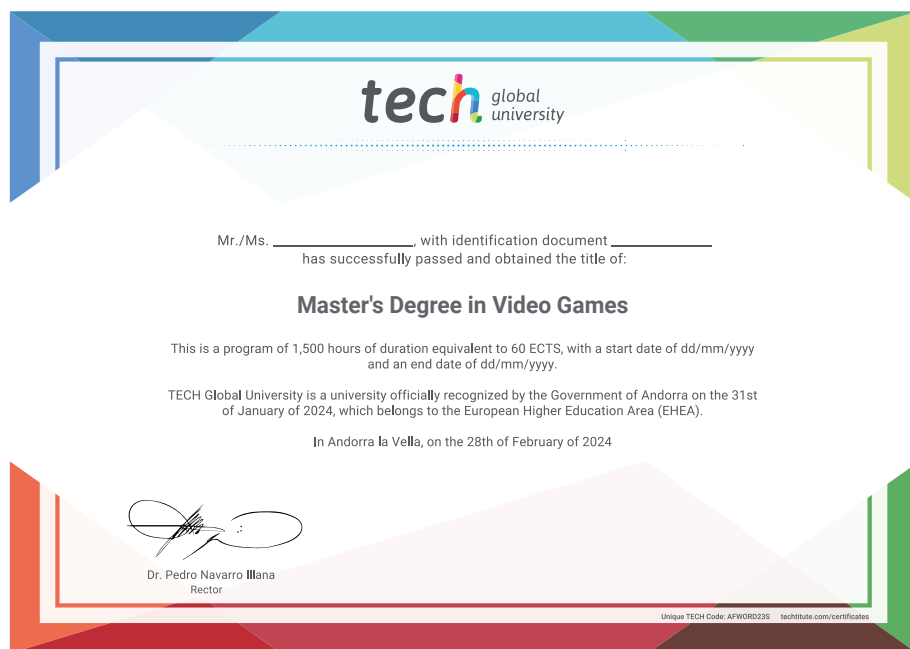 tech global
university
Mr./Ms. ____________, with identification document _________
has successfully passed and obtained the title of:
Master's Degree in Video Games
This is a program of 1,500 hours of duration equivalent to 60 ECTS, with a start date of dd/mm/yyyy
and an end date of dd/mm/yyyy.
TECH Global University is a university officially recognized by the Government of Andorra on the 31st
of January of 2024, which belongs to the European Higher Education Area (EHEA).
In Andorra la Vella, on the 28th of February of 2024
Dr. Pedro Navarro Illana
Rector
Unique TECH Code: AFWORD23S techtitute.com/certificates